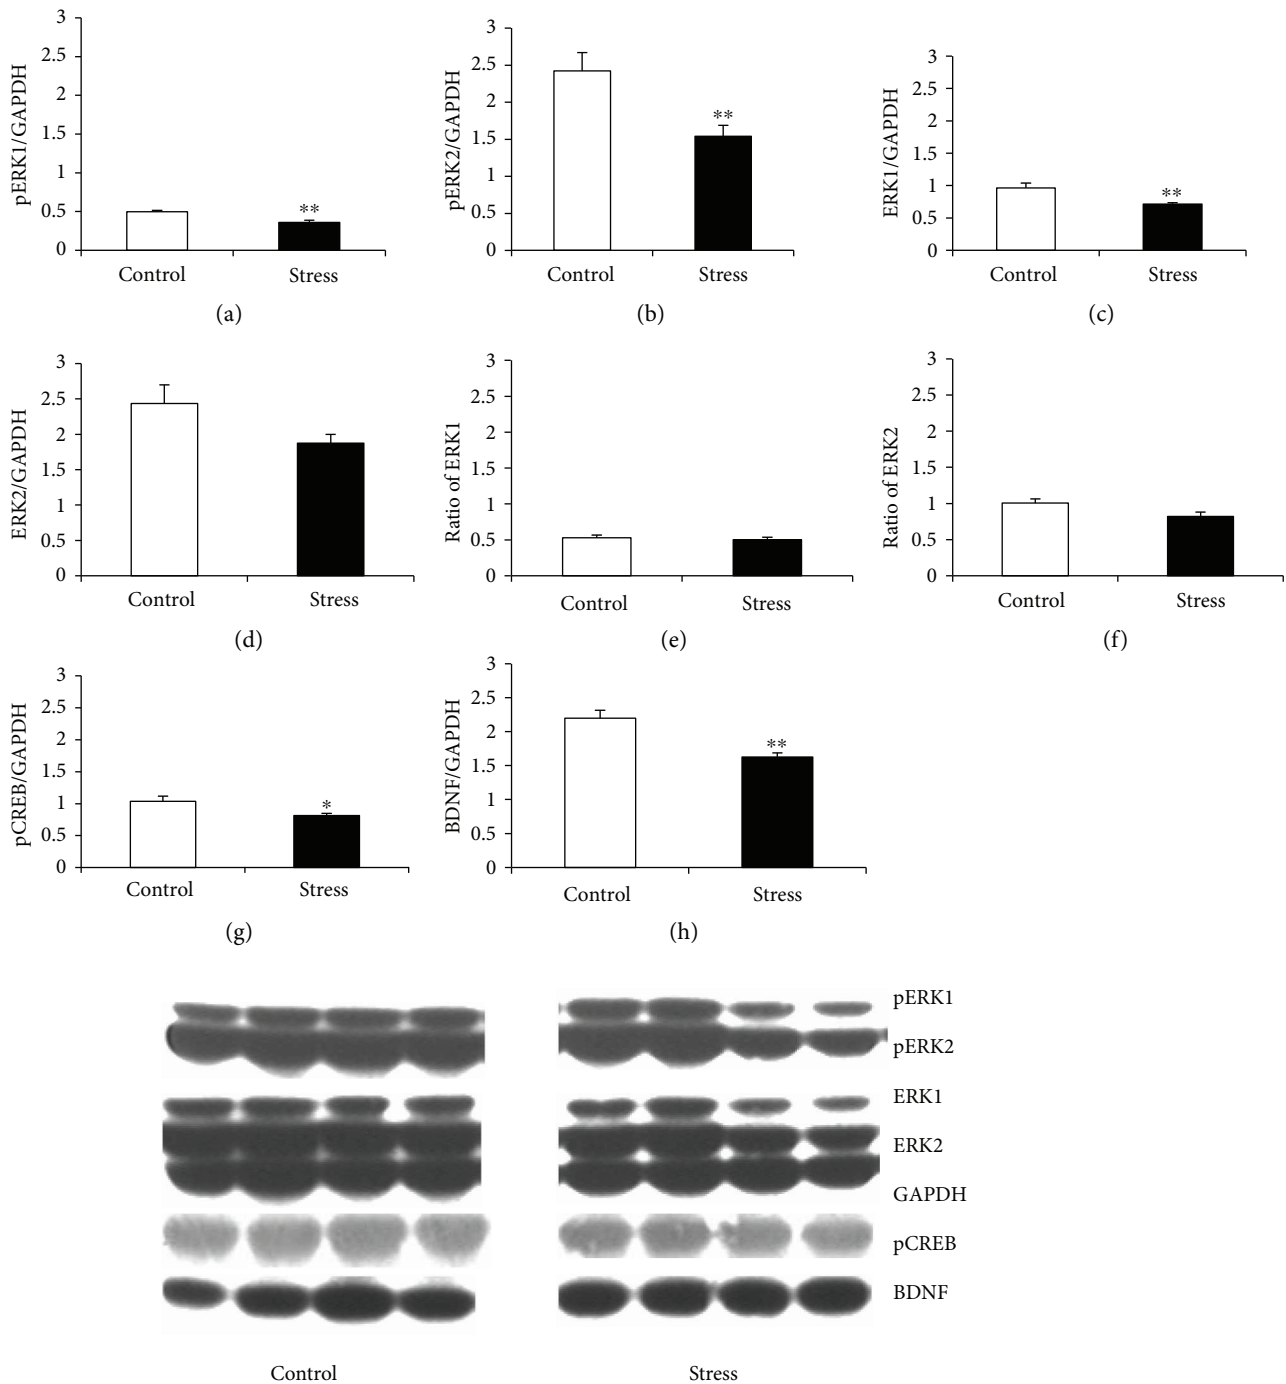 pERK1/GAPDH
3
2.5
2
1.5
1
0.5
0
**
Control Stress
(a)
pERK2/GAPDH
3
2.5
2
1.5
1
0.5
0
**
Control Stress
(b)
ERK1/GAPDH
3
2.5
2
1.5
1
0.5
0
**
Control Stress
(c)
ERK2/GAPDH
3
2.5
2
1.5
1
0.5
0
Control Stress
(d)
Ratio of ERK1
3
2.5
2
1.5
1
0.5
0
Control Stress
(e)
Ratio of ERK2
3
2.5
2
1.5
1
0.5
0
Control Stress
(f)
pCREB/GAPDH
3
2.5
2
1.5
1
0.5
0
*
Control Stress
(g)
BDNF/GAPDH
3
2.5
2
1.5
1
0.5
0
**
Control Stress
(h)
pERK1
pERK2
ERK1
ERK2
GAPDH
pCREB
BDNF
Control Stress